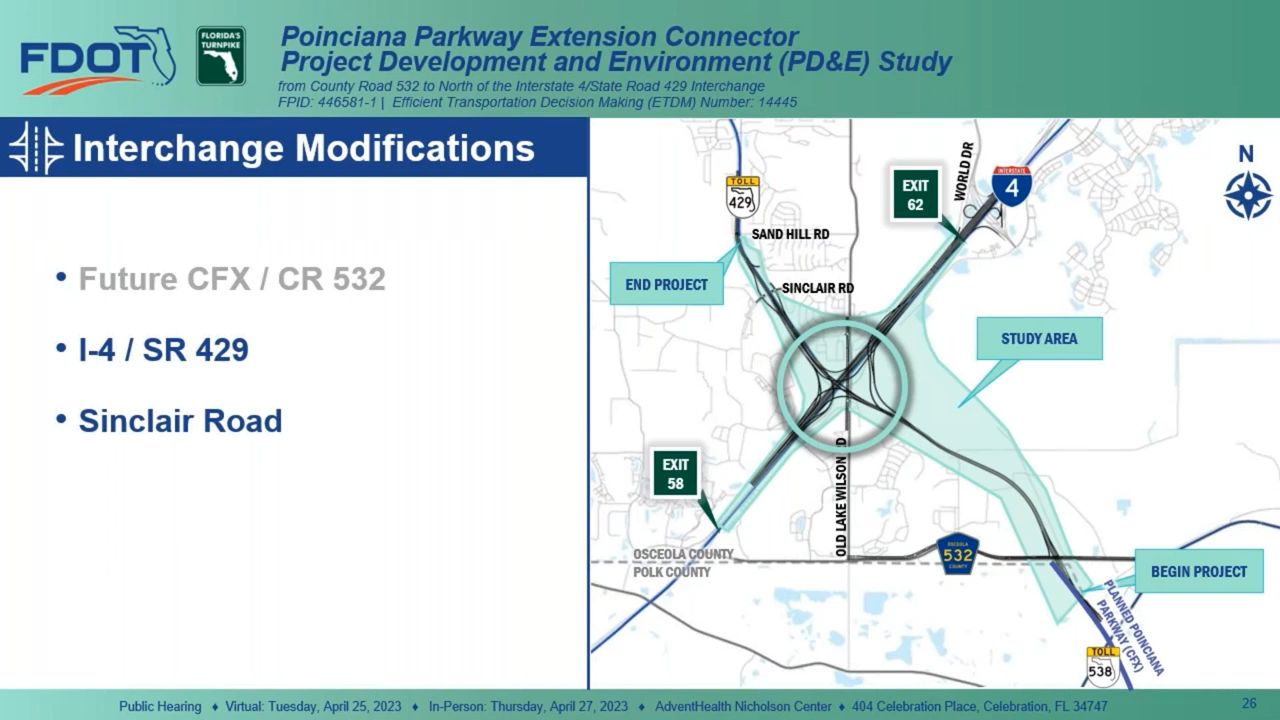 FDOT
FLORIDA'S
TURNPIKE
Poinciana Parkway Extension Connector
Project Development and Environment (PD&E) Study
from County Road 532 to North of the Interstate 4/State Road 429 Interchange
FPID: 446581-1 | Efficient Transportation Decision Making (ETDM) Number: 14445
Interchange Modifications
• Future CFX / CR 532
• I-4 / SR 429
• Sinclair Road
TOLL
429
SAND HILL RD
END PROJECT
SINCLAIR RD
EXIT
62
WORLD DR
INTERSTATE
4
N
STUDY AREA
EXIT
58
OLD LAKE WILSON RD
OSCEOLA COUNTY
POLK COUNTY
OSCEOLA
532
COUNTY
BEGIN PROJECT
PLANNED POINCIANA
PARKWAY (CFX)
TOLL
538
Public Hearing ♦ Virtual: Tuesday, April 25, 2023 ♦ In-Person: Thursday, April 27, 2023 ♦ AdventHealth Nicholson Center ♦ 404 Celebration Place, Celebration, FL 34747
26